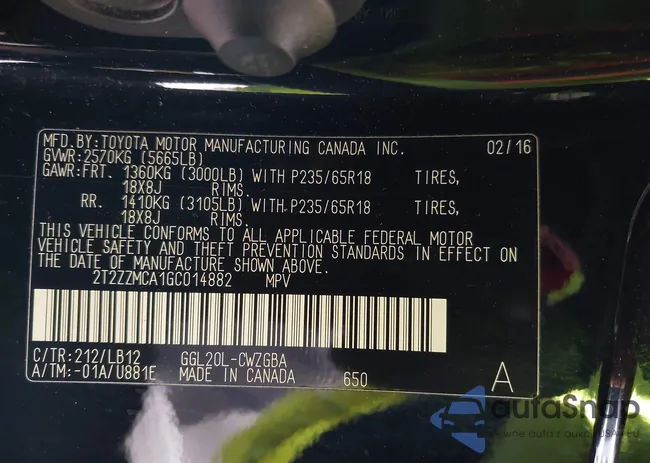 MFD.BY:TOYOTA MOTOR MANUFACTURING CANADA INC. 02/16
GVWR:2570KG (5665LB)
GAWR:FRT. 1360KG (3000LB) WITH P235/65R18 TIRES,
18X8J RIMS.
RR. 1410KG (3105LB) WITH P235/65R18 TIRES,
18X8J RIMS.
THIS VEHICLE CONFORMS TO ALL APPLICABLE FEDERAL MOTOR
VEHICLE SAFETY AND THEFT PREVENTION STANDARDS IN EFFECT ON
THE DATE OF MANUFACTURE SHOWN ABOVE.
2T2ZZMCA1GC014882 MPV
C/TR:212/LB12 GGL20L-CWZGBA
A/TM:-01A/U881E MADE IN CANADA 650 A
autoSnap